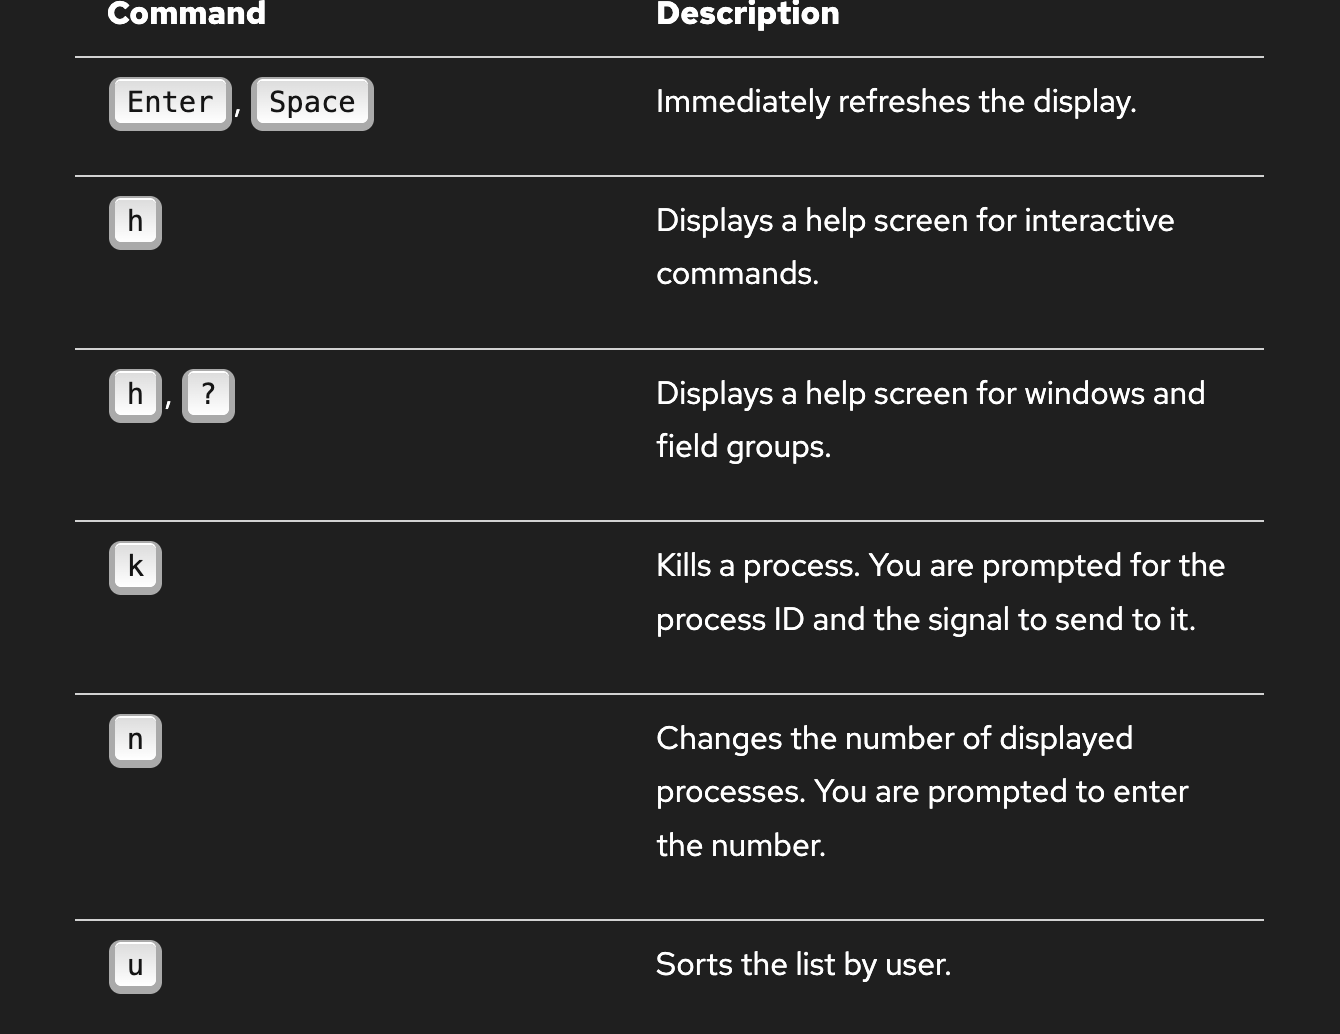 Command Description
Enter, Space Immediately refreshes the display.
h Displays a help screen for interactive
commands.
h, ? Displays a help screen for windows and
field groups.
k Kills a process. You are prompted for the
process ID and the signal to send to it.
n Changes the number of displayed
processes. You are prompted to enter
the number.
u Sorts the list by user.